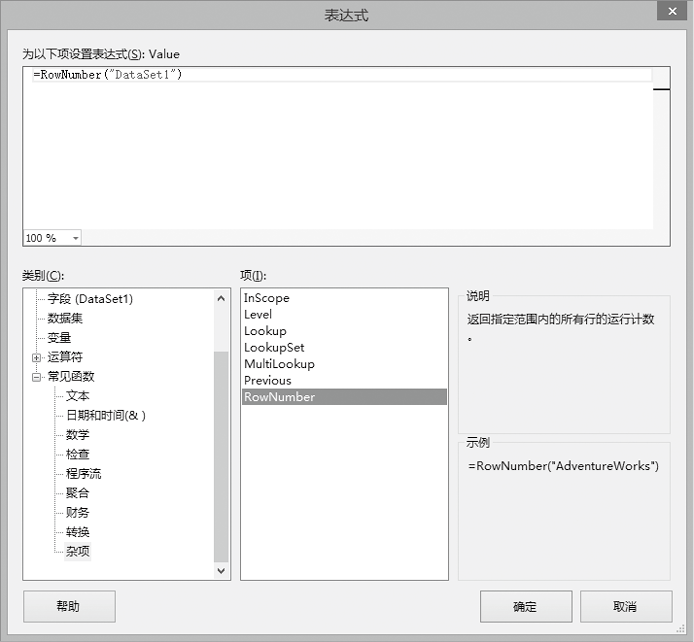 表达式
为以下项设置表达式(S): Value
=RowNumber("DataSet1")
100 %
类别(C):
字段 (DataSet1)
数据集
变量
运算符
常见函数
文本
日期和时间(& )
数学
检查
程序流
聚合
财务
转换
杂项
项(I):
InScope
Level
Lookup
LookupSet
MultiLookup
Previous
RowNumber
说明
返回指定范围内的所有行的运行计数
。
示例
=RowNumber("AdventureWorks")
帮助
确定
取消